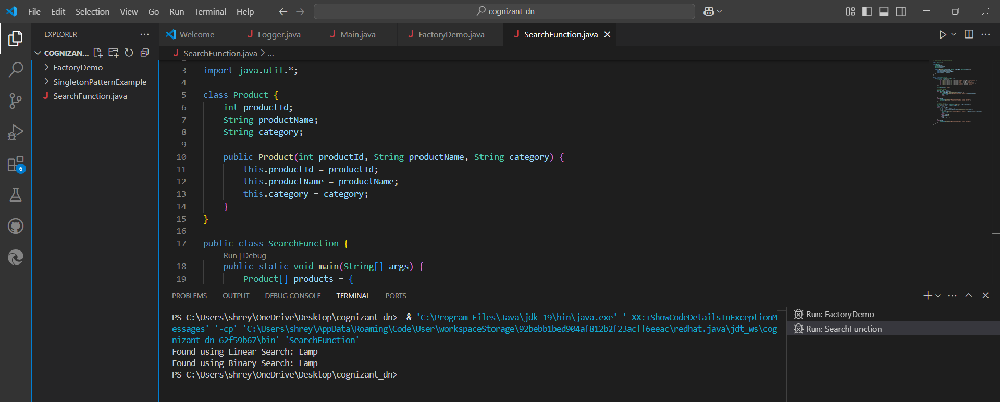 File Edit Selection View Go Run Terminal Help cognizant_dn
EXPLORER
COGNIZAN...
FactoryDemo
SingletonPatternExample
SearchFunction.java
6
Welcome Logger.java Main.java FactoryDemo.java SearchFunction.java
SearchFunction.java > ...
3 import java.util.*;
4
5 class Product {
6 int productId;
7 String productName;
8 String category;
9
10 public Product(int productId, String productName, String category) {
11 this.productId = productId;
12 this.productName = productName;
13 this.category = category;
14 }
15 }
16
17 public class SearchFunction {
Run | Debug
18 public static void main(String[] args) {
19 Product[] products = {
PROBLEMS OUTPUT DEBUG CONSOLE TERMINAL PORTS
PS C:\Users\shrey\OneDrive\Desktop\cognizant_dn> & 'C:\Program Files\Java\jdk-19\bin\java.exe' '-XX:+ShowCodeDetailsInExceptionM
essages' '-cp' 'C:\Users\shrey\AppData\Roaming\Code\User\workspaceStorage\92bebb1bed904af812b2f23acff6eeac\redhat.java\jdt_ws\cog
nizant_dn_62f59b67\bin' 'SearchFunction'
Found using Linear Search: Lamp
Found using Binary Search: Lamp
PS C:\Users\shrey\OneDrive\Desktop\cognizant_dn>
Run: FactoryDemo
Run: SearchFunction